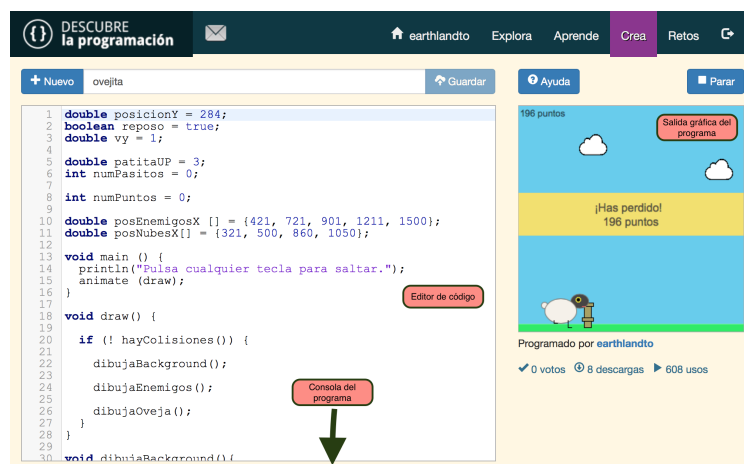 { } DESCUBRE
la programación
earthlandto Explora Aprende Crea Retos
+ Nuevo ovejita Guardar
Ayuda Parar
1 double posicionY = 284;
2 boolean reposo = true;
3 double vy = 1;
4
5 double patitaUP = 3;
6 int numPasitos = 0;
7
8 int numPuntos = 0;
9
10 double posEnemigosX [] = {421, 721, 901, 1211, 1500};
11 double posNubesX[] = {321, 500, 860, 1050};
12
13 void main () {
14 println("Pulsa cualquier tecla para saltar.");
15 animate (draw);
16 }
17
18 void draw() {
19
20 if (! hayColisiones()) {
21
22 dibujaBackground();
23
24 dibujaEnemigos();
25
26 dibujaOveja();
27 }
28 }
29
30 void dibujaBackground(){
Editor de código
Consola del
programa
196 puntos
Salida gráfica del
programa
¡Has perdido!
196 puntos
Programado por earthlandto
0 votos 8 descargas 608 usos